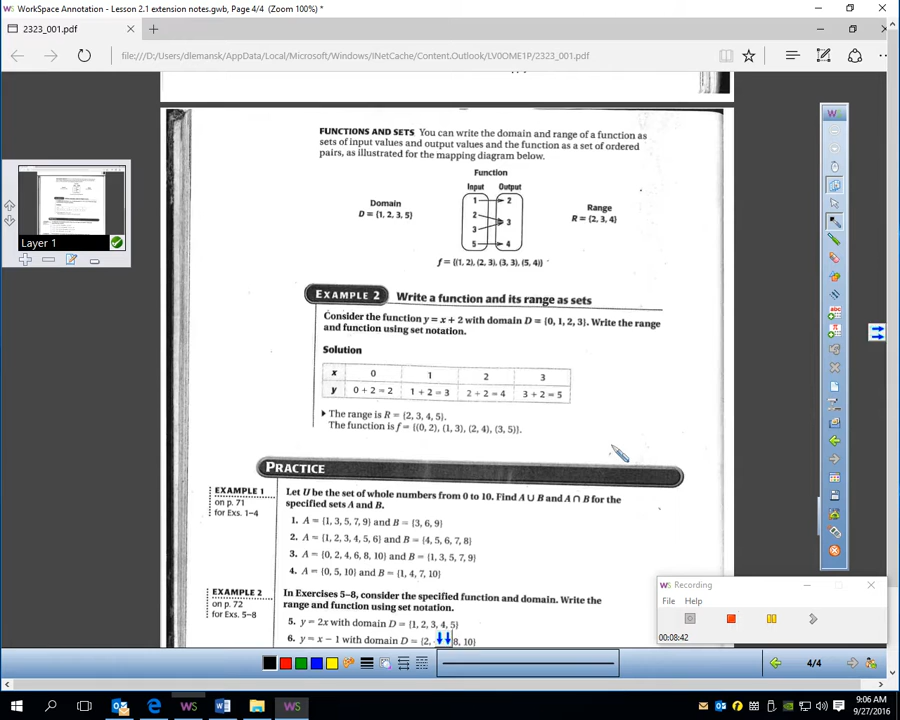 WorkSpace Annotation - Lesson 2.1 extension notes.gwb, Page 4/4 (Zoom 100%) *
2323_001.pdf
file:///D:/Users/dlemansk/AppData/Local/Microsoft/Windows/INetCache/Content.Outlook/LV0OME1P/2323_001.pdf
FUNCTIONS AND SETS You can write the domain and range of a function as
sets of input values and output values and the function as a set of ordered
pairs, as illustrated for the mapping diagram below.
Function
Input Output
Domain
D = {1, 2, 3, 5}
1 2
2 3
3
5 4
Range
R = {2, 3, 4}
f = {(1, 2), (2, 3), (3, 3), (5, 4)}
Layer 1
EXAMPLE 2 Write a function and its range as sets
Consider the function y = x + 2 with domain D = {0, 1, 2, 3}. Write the range
and function using set notation.
Solution
x 0 1 2 3
y 0 + 2 = 2 1 + 2 = 3 2 + 2 = 4 3 + 2 = 5
The range is R = {2, 3, 4, 5}.
The function is f = {(0, 2), (1, 3), (2, 4), (3, 5)}.
PRACTICE
EXAMPLE 1
on p. 71
for Exs. 1–4
Let U be the set of whole numbers from 0 to 10. Find A ∪ B and A ∩ B for the
specified sets A and B.
1. A = {1, 3, 5, 7, 9} and B = {3, 6, 9}
2. A = {1, 2, 3, 4, 5, 6} and B = {4, 5, 6, 7, 8}
3. A = {0, 2, 4, 6, 8, 10} and B = {1, 3, 5, 7, 9}
4. A = {0, 5, 10} and B = {1, 4, 7, 10}
EXAMPLE 2
on p. 72
for Exs. 5–8
In Exercises 5–8, consider the specified function and domain. Write the
range and function using set notation.
5. y = 2x with domain D = {1, 2, 3, 4, 5}
6. y = x − 1 with domain D = {2, 8, 10}
Recording
File Help
00:08:42
4/4
9:06 AM
9/27/2016